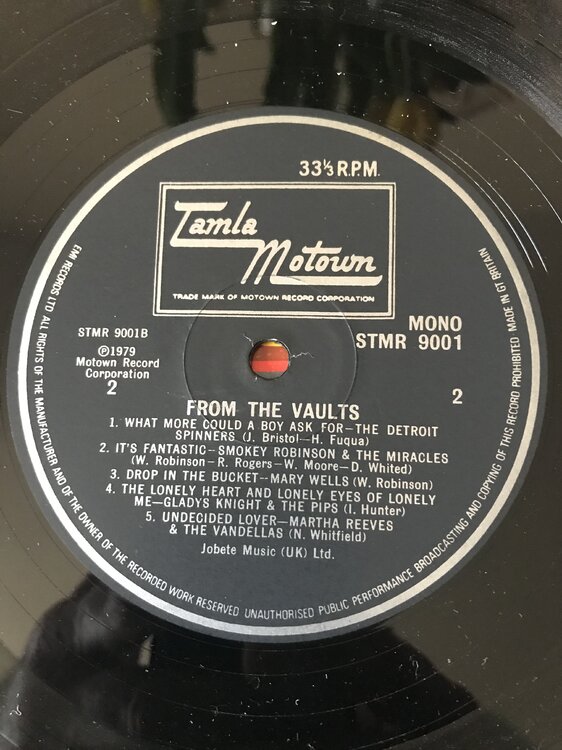 33⅓ R.P.M.
Tamla
Motown
TRADE MARK OF MOTOWN RECORD CORPORATION
STMR 9001B
℗1979
Motown Record
Corporation
2
MONO
STMR 9001
2
FROM THE VAULTS
1. WHAT MORE COULD A BOY ASK FOR—THE DETROIT
SPINNERS (J. Bristol—H. Fuqua)
2. IT'S FANTASTIC—SMOKEY ROBINSON & THE MIRACLES
(W. Robinson—R. Rogers—W. Moore—D. Whited)
3. DROP IN THE BUCKET—MARY WELLS (W. Robinson)
4. THE LONELY HEART AND LONELY EYES OF LONELY
ME—GLADYS KNIGHT & THE PIPS (I. Hunter)
5. UNDECIDED LOVER—MARTHA REEVES
& THE VANDELLAS (N. Whitfield)
Jobete Music (UK) Ltd.
EMI RECORDS LTD ALL RIGHTS OF THE MANUFACTURER AND OF THE OWNER OF THE RECORDED WORK RESERVED UNAUTHORISED PUBLIC PERFORMANCE BROADCASTING AND COPYING OF THIS RECORD PROHIBITED MADE IN GT BRITAIN